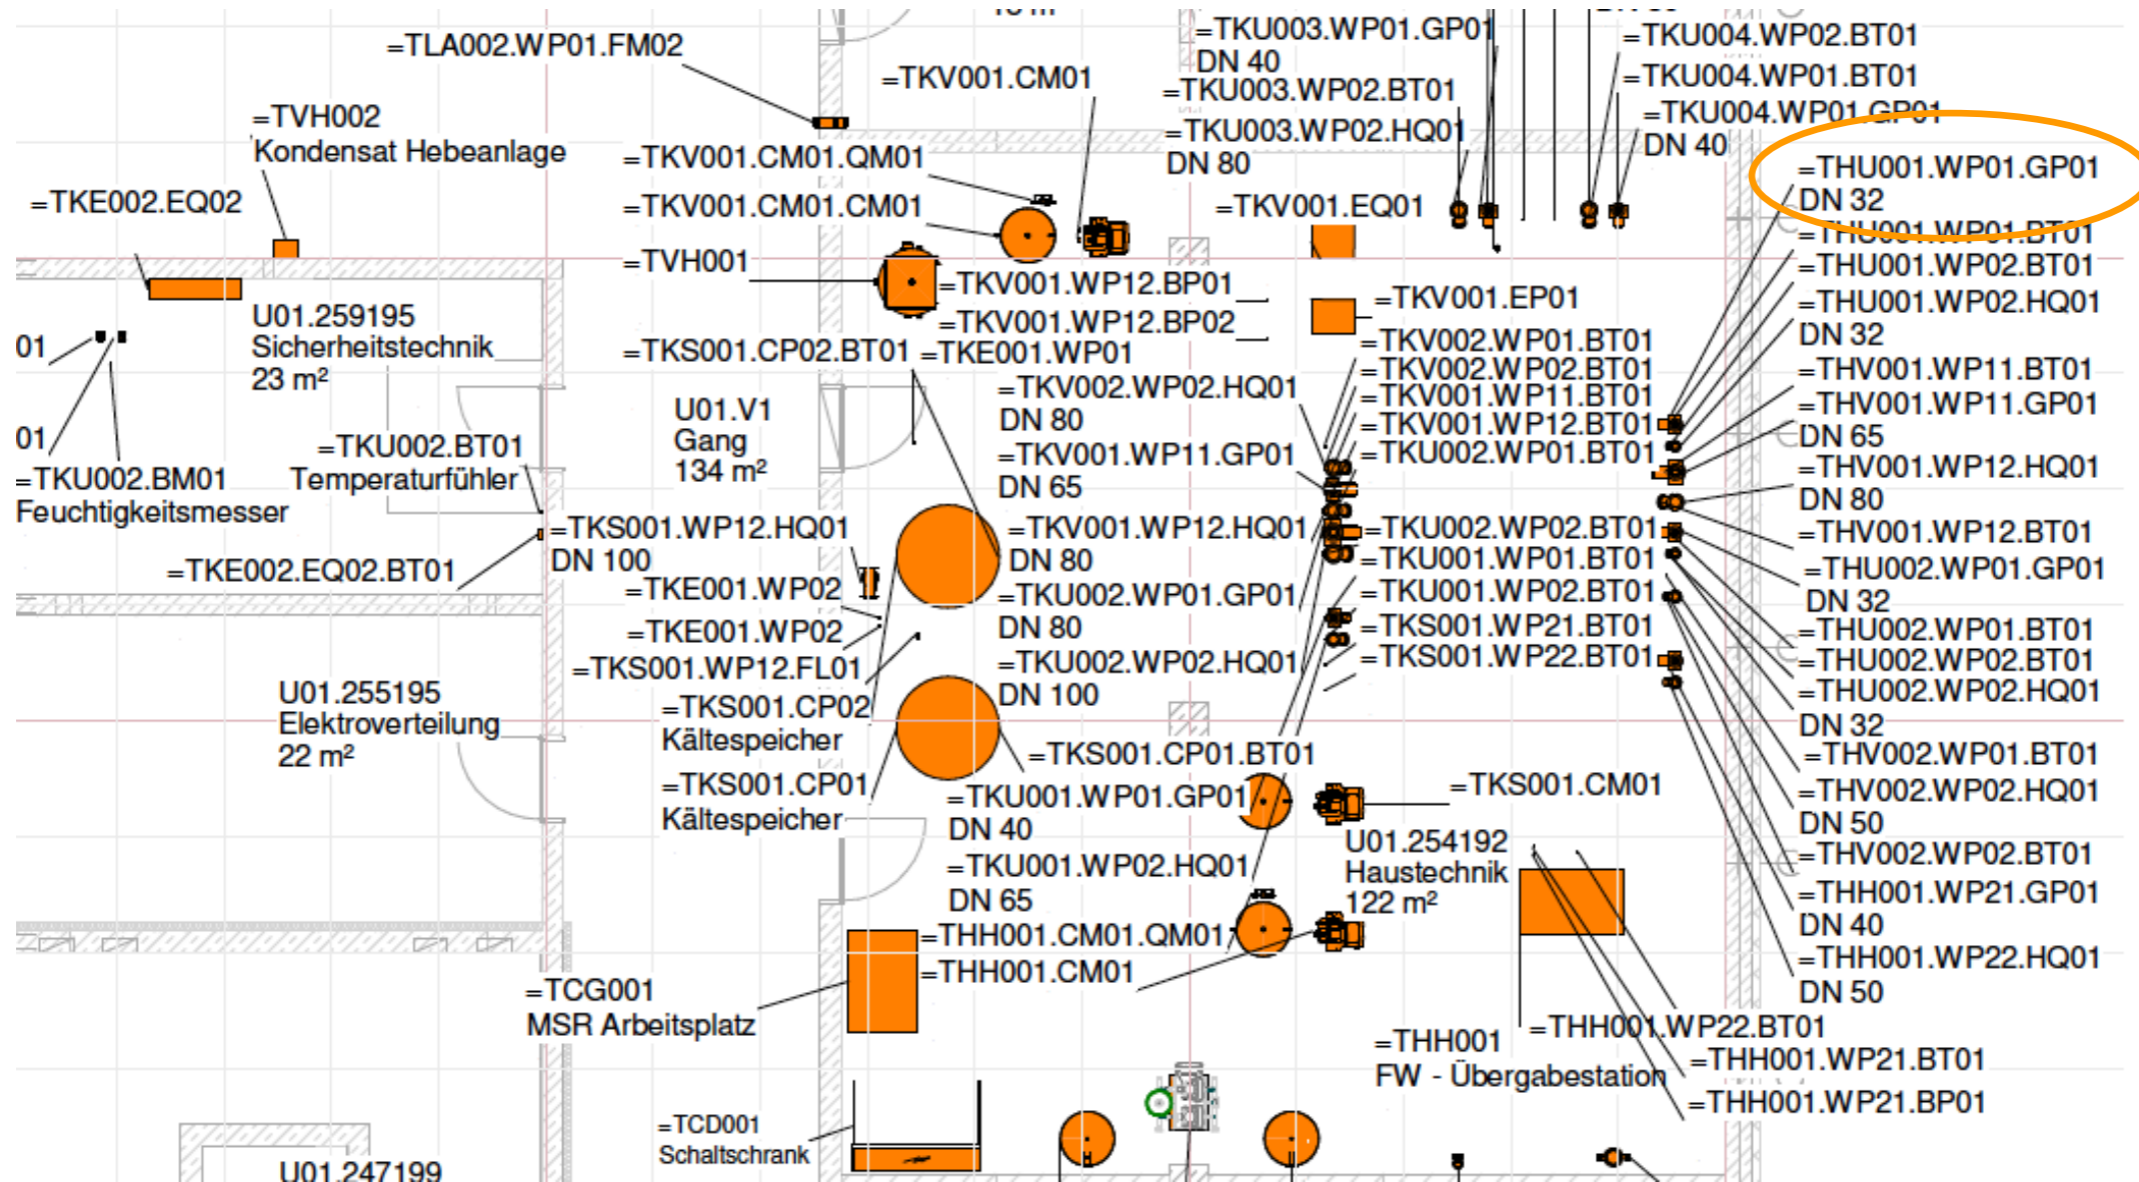 =TLA002.WP01.FM02
=TVH002
Kondensat Hebeanlage
=TKE002.EQ02
=TKV001.CM01
=TKV001.CM01.QM01
=TKV001.CM01.CM01
=TVH001
=TKU003.WP01.GP01
DN 40
=TKU003.WP02.BT01
=TKU003.WP02.HQ01
DN 80
=TKV001.EQ01
=TKU004.WP02.BT01
=TKU004.WP01.BT01
=TKU004.WP01.GP01
DN 40
=THU001.WP01.GP01
DN 32
=THU001.WP01.BT01
=THU001.WP02.BT01
=THU001.WP02.HQ01
DN 32
=THV001.WP11.BT01
=THV001.WP11.GP01
DN 65
=THV001.WP12.HQ01
DN 80
=THV001.WP12.BT01
=THU002.WP01.GP01
DN 32
=THU002.WP01.BT01
=THU002.WP02.BT01
=THU002.WP02.HQ01
DN 32
=THV002.WP01.BT01
=THV002.WP02.HQ01
DN 50
=THV002.WP02.BT01
=THH001.WP21.GP01
DN 40
=THH001.WP22.HQ01
DN 50
U01.259195
Sicherheitstechnik
23 m²
01
01
=TKU002.BM01
Feuchtigkeitsmesser
=TKU002.BT01
Temperaturfühler
=TKE002.EQ02.BT01
U01.V1
Gang
134 m²
=TKV001.WP12.BP01
=TKV001.WP12.BP02
=TKS001.CP02.BT01
=TKE001.WP01
=TKV001.EP01
=TKV002.WP02.HQ01
DN 80
=TKV001.WP11.GP01
DN 65
=TKV001.WP12.HQ01
DN 80
=TKU002.WP01.GP01
DN 80
=TKU002.WP02.HQ01
DN 100
=TKV002.WP01.BT01
=TKV002.WP02.BT01
=TKV001.WP11.BT01
=TKV001.WP12.BT01
=TKU002.WP01.BT01
=TKU002.WP02.BT01
=TKU001.WP01.BT01
=TKU001.WP02.BT01
=TKS001.WP21.BT01
=TKS001.WP22.BT01
=TKS001.WP12.HQ01
DN 100
=TKE001.WP02
=TKE001.WP02
=TKS001.WP12.FL01
=TKS001.CP02
Kältespeicher
=TKS001.CP01
Kältespeicher
U01.255195
Elektroverteilung
22 m²
=TKS001.CP01.BT01
=TKU001.WP01.GP01
DN 40
=TKU001.WP02.HQ01
DN 65
=TKS001.CM01
U01.254192
Haustechnik
122 m²
=THH001.CM01.QM01
=THH001.CM01
=TCG001
MSR Arbeitsplatz
=THH001
FW - Übergabestation
=THH001.WP22.BT01
=THH001.WP21.BT01
=THH001.WP21.BP01
=TCD001
Schaltschrank
U01.247199